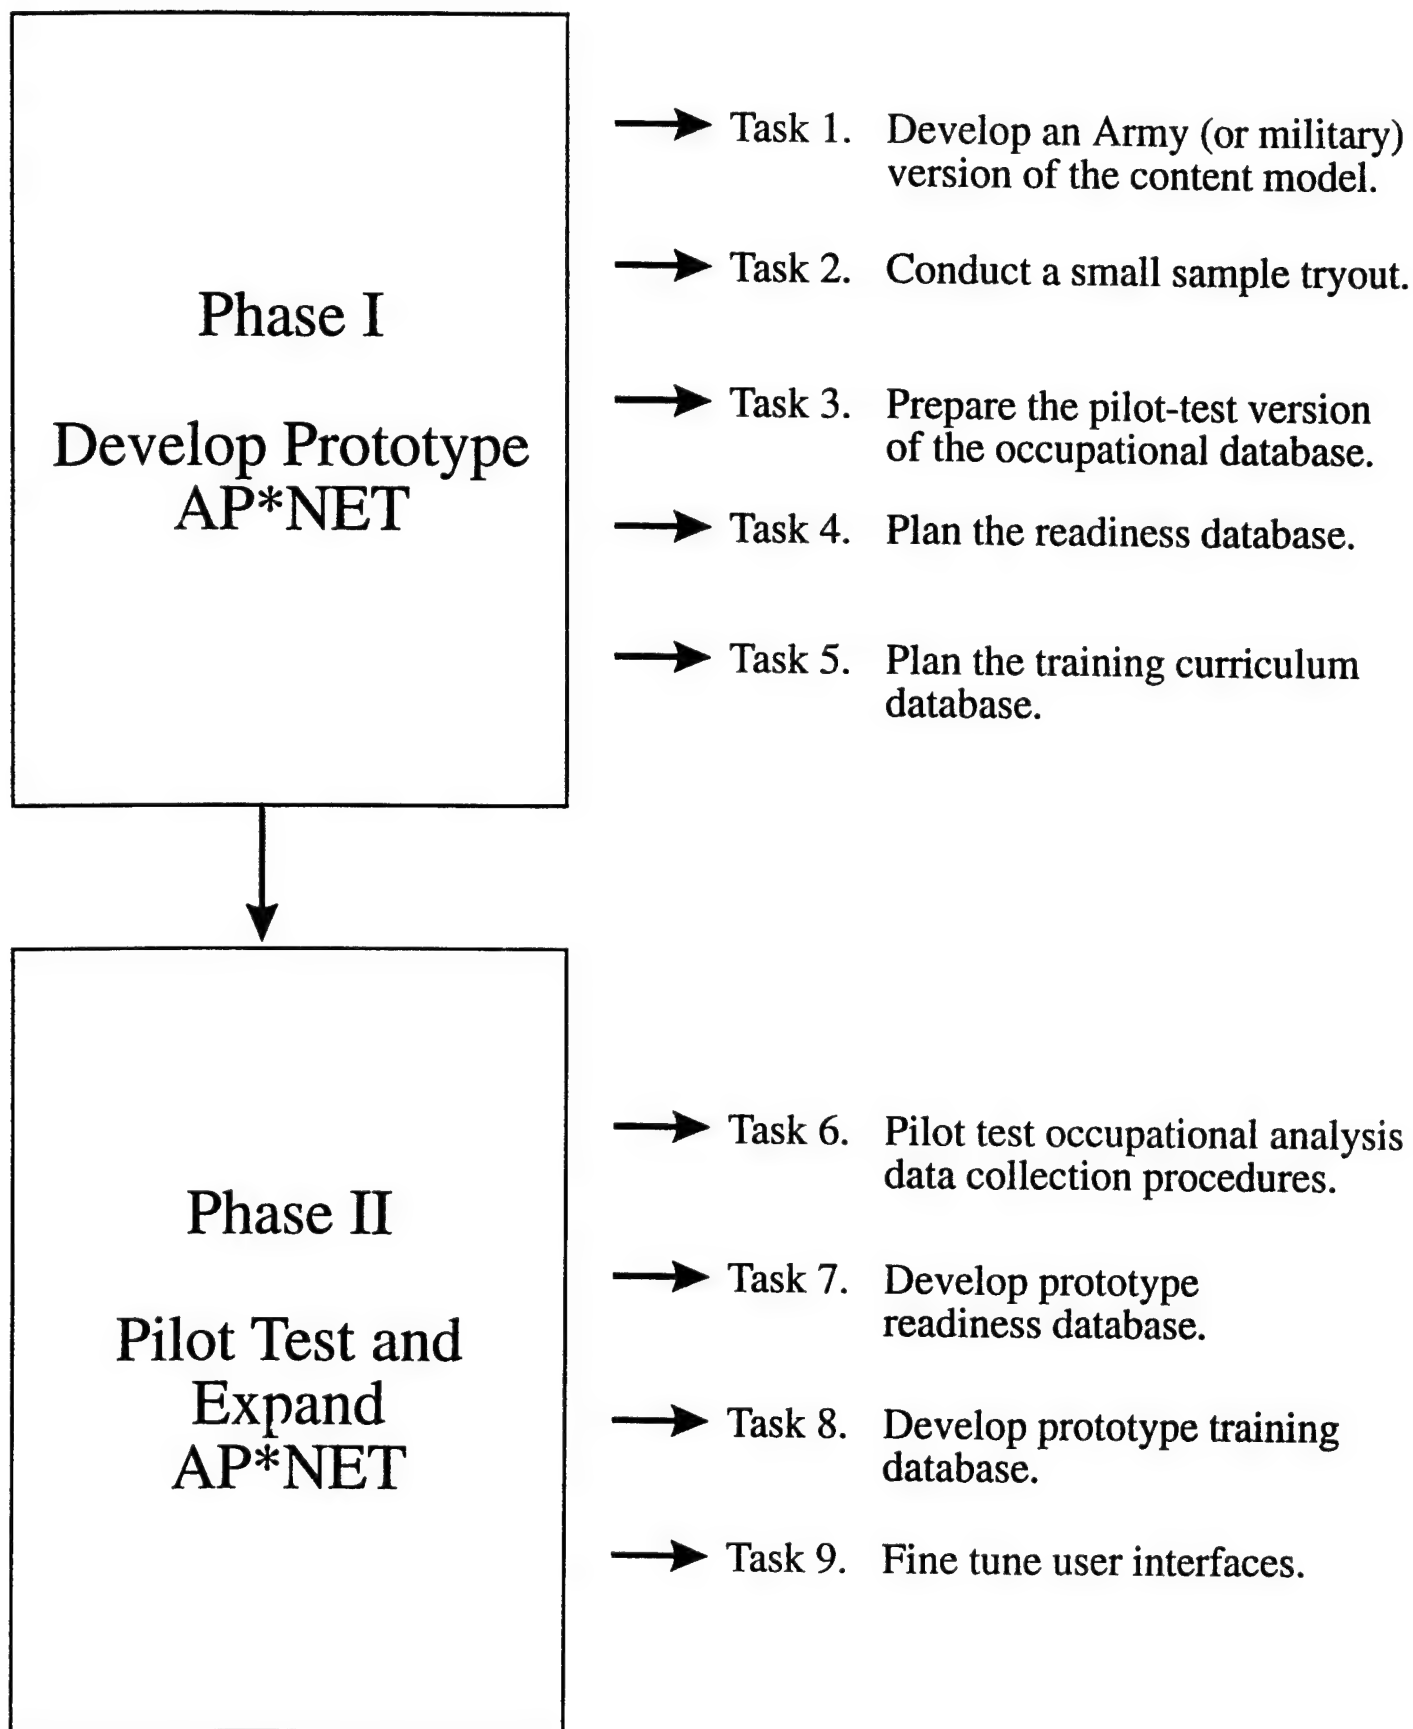 Phase I
Develop Prototype
AP*NET
Task 1. Develop an Army (or military)
version of the content model.
Task 2. Conduct a small sample tryout.
Task 3. Prepare the pilot-test version
of the occupational database.
Task 4. Plan the readiness database.
Task 5. Plan the training curriculum
database.
Phase II
Pilot Test and
Expand
AP*NET
Task 6. Pilot test occupational analysis
data collection procedures.
Task 7. Develop prototype
readiness database.
Task 8. Develop prototype training
database.
Task 9. Fine tune user interfaces.